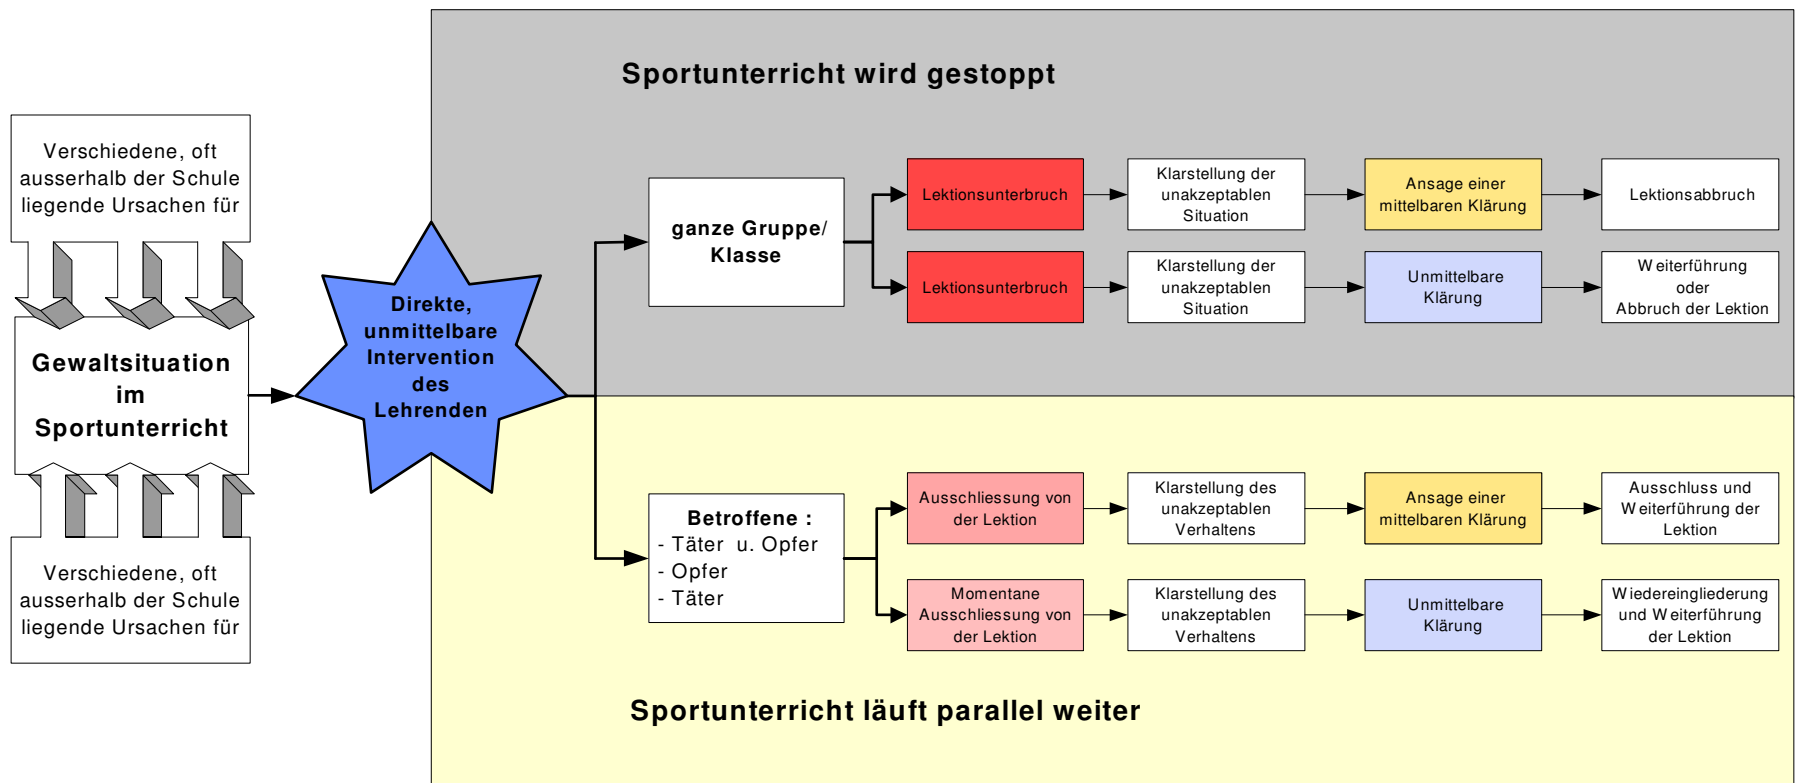 Sportunterricht wird gestoppt
Verschiedene, oft
ausserhalb der Schule
liegende Ursachen für
Gewaltsituation
im
Sportunterricht
Verschiedene, oft
ausserhalb der Schule
liegende Ursachen für
Direkte,
unmittelbare
Intervention
des
Lehrenden
ganze Gruppe/
Klasse
Lektionsunterbruch
Klarstellung der
unakzeptablen
Situation
Ansage einer
mittelbaren Klärung
Lektionsabbruch
Lektionsunterbruch
Klarstellung der
unakzeptablen
Situation
Unmittelbare
Klärung
Weiterführung
oder
Abbruch der Lektion
Betroffene :
- Täter u. Opfer
- Opfer
- Täter
Ausschliessung von
der Lektion
Klarstellung des
unakzeptablen
Verhaltens
Ansage einer
mittelbaren Klärung
Ausschluss und
Weiterführung der
Lektion
Momentane
Ausschliessung von
der Lektion
Klarstellung des
unakzeptablen
Verhaltens
Unmittelbare
Klärung
Wiedereingliederung
und Weiterführung
der Lektion
Sportunterricht läuft parallel weiter